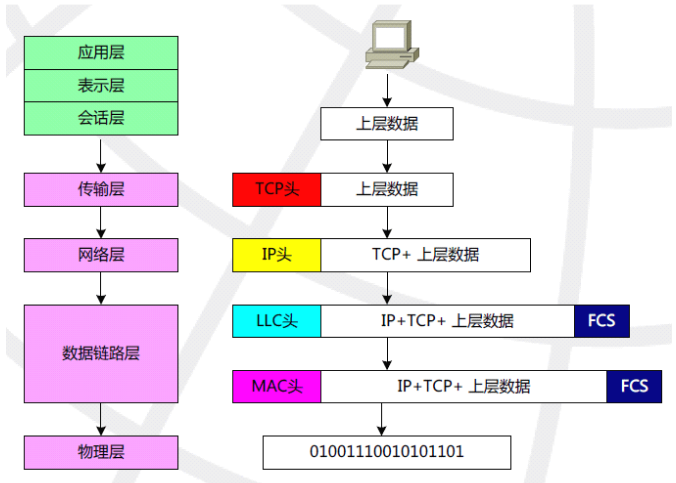 应用层
表示层
会话层
上层数据
传输层
TCP头 上层数据
网络层
IP头 TCP+ 上层数据
数据链路层
LLC头 IP+TCP+ 上层数据 FCS
MAC头 IP+TCP+ 上层数据 FCS
物理层
01001110010101101